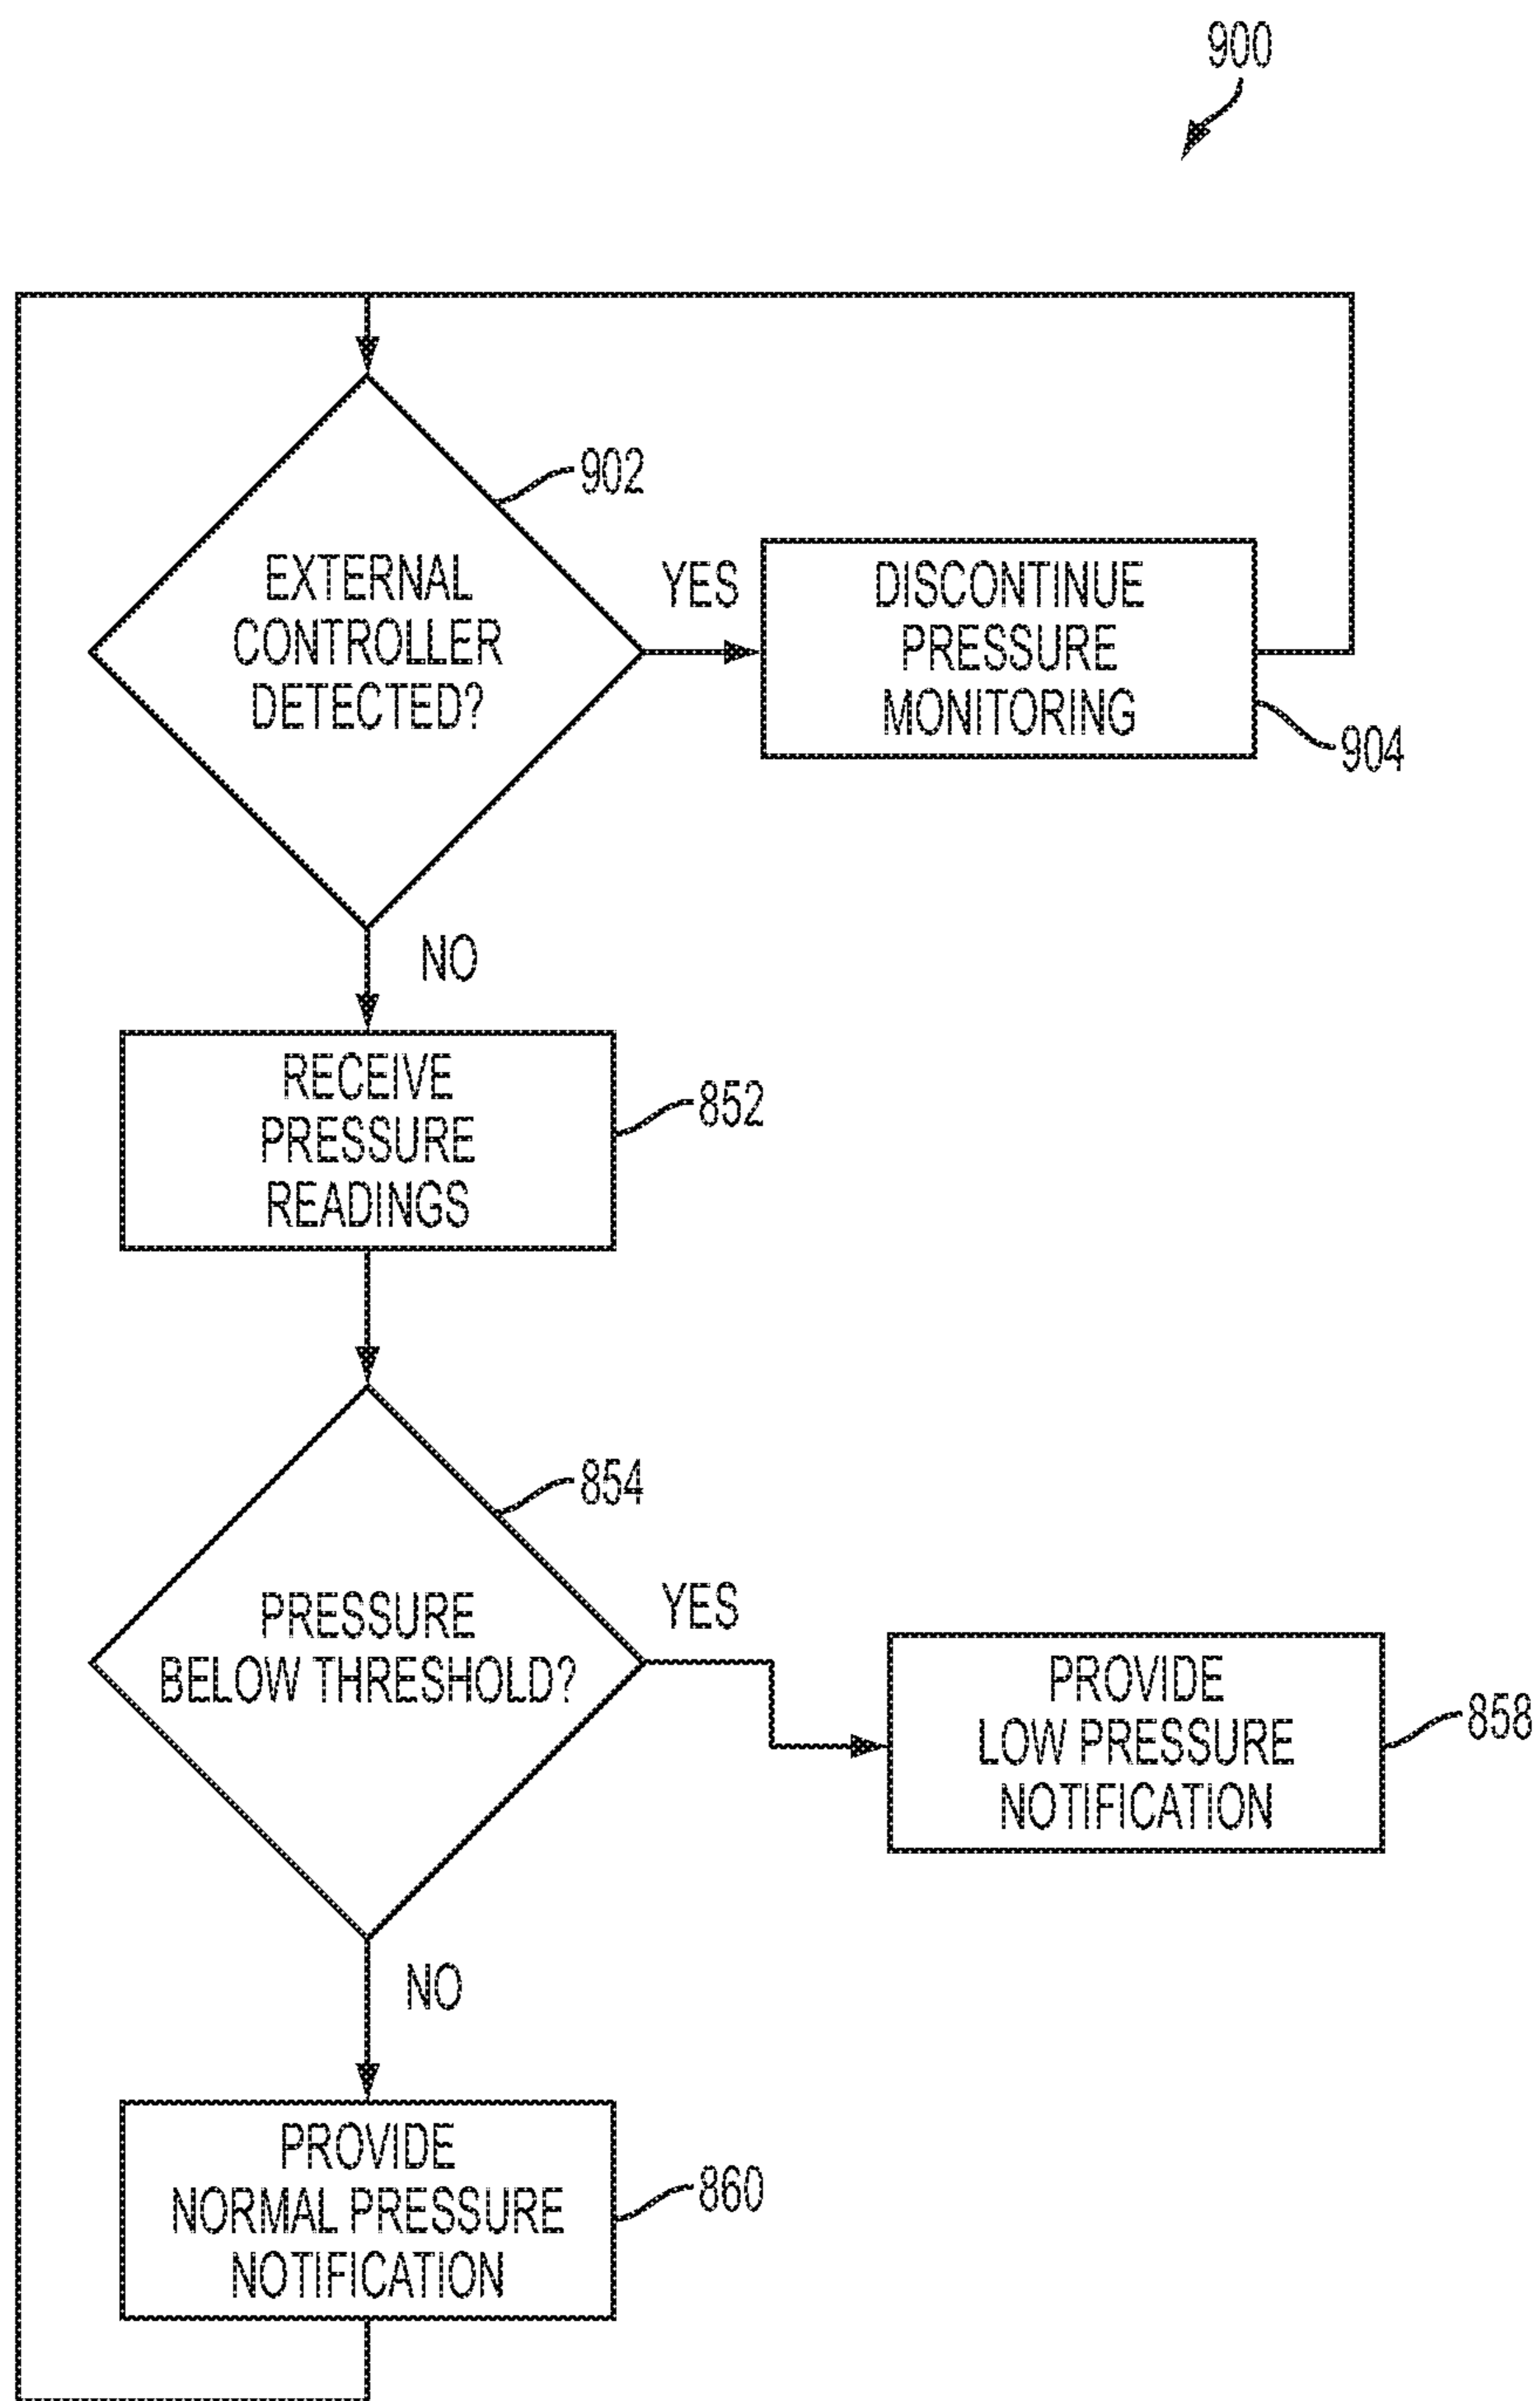 900
902
EXTERNAL
CONTROLLER
DETECTED?
YES
DISCONTINUE
PRESSURE
MONITORING
904
NO
RECEIVE
PRESSURE
READINGS
852
854
PRESSURE
BELOW THRESHOLD?
YES
PROVIDE
LOW PRESSURE
NOTIFICATION
858
NO
PROVIDE
NORMAL PRESSURE
NOTIFICATION
860